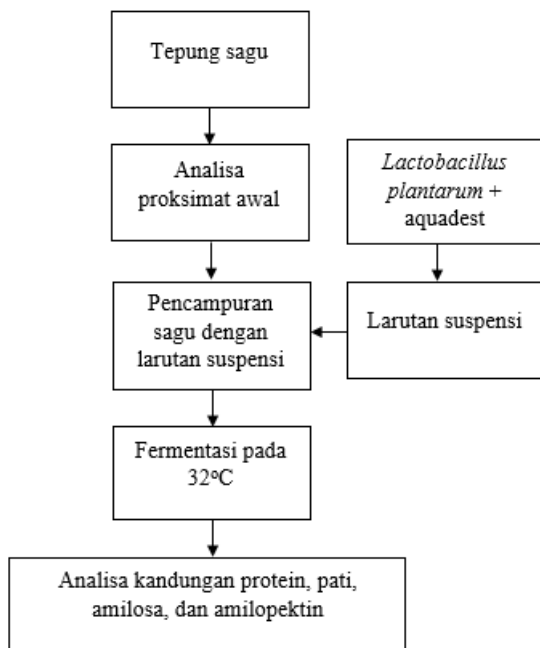 Tepung sagu
Analisa
proksimat awal
Lactobacillus
plantarum +
aquadest
Pencampuran
sagu dengan
larutan suspensi
Larutan suspensi
Fermentasi pada
32°C
Analisa kandungan protein, pati,
amilosa, dan amilopektin